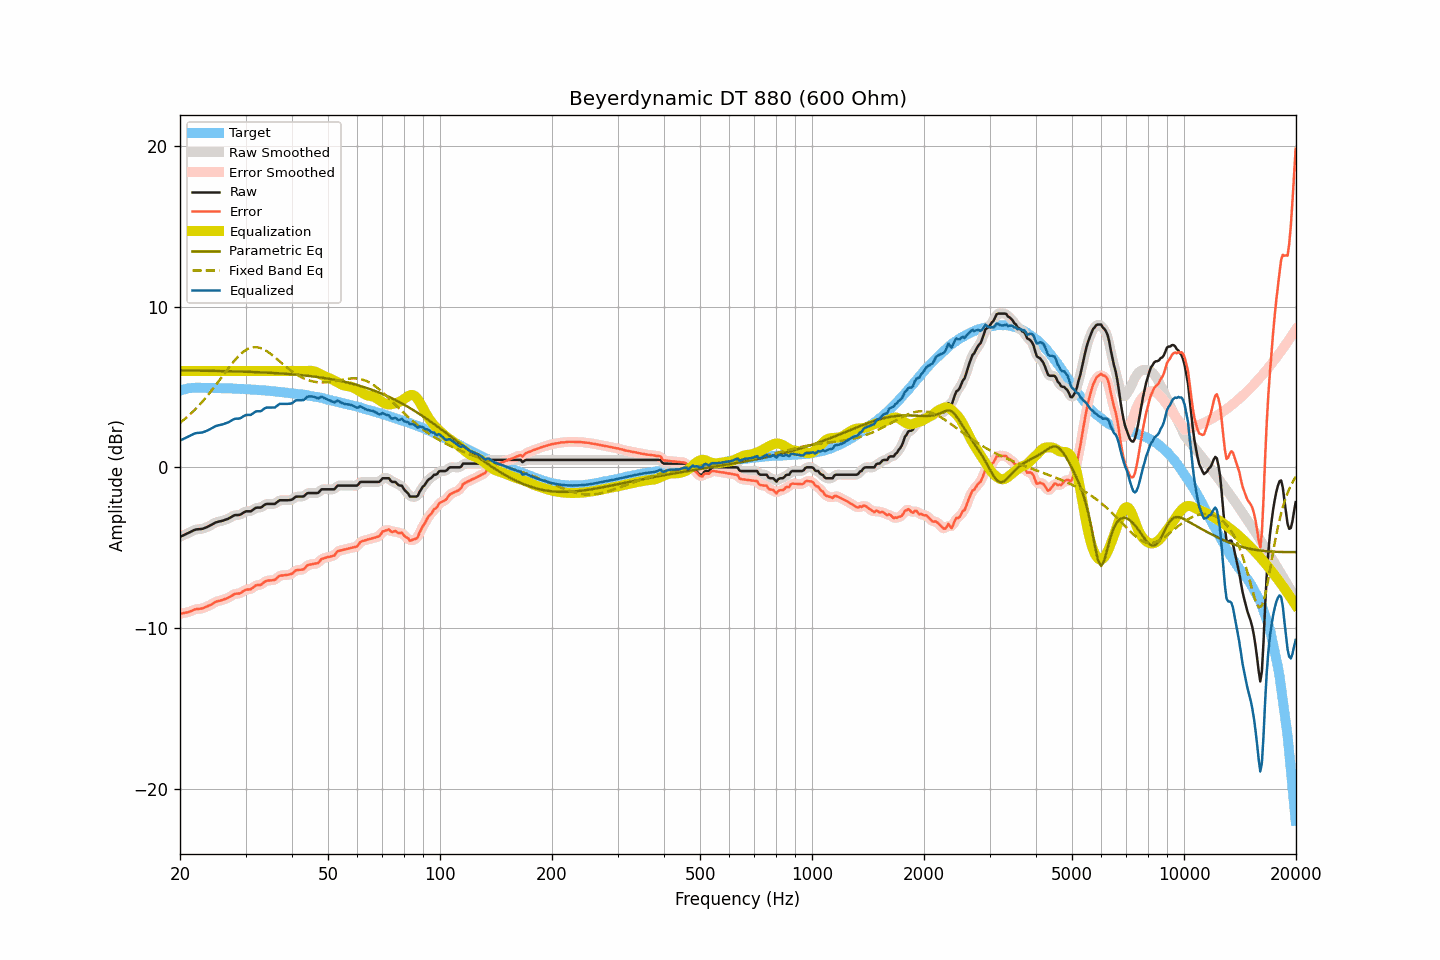 Beyerdynamic DT 880 (600 Ohm)
Target
Raw Smoothed
Error Smoothed
Raw
Error
Equalization
Parametric Eq
Fixed Band Eq
Equalized
Amplitude (dBr)
20
10
0
−10
−20
20 50 100 200 500 1000 2000 5000 10000 20000
Frequency (Hz)